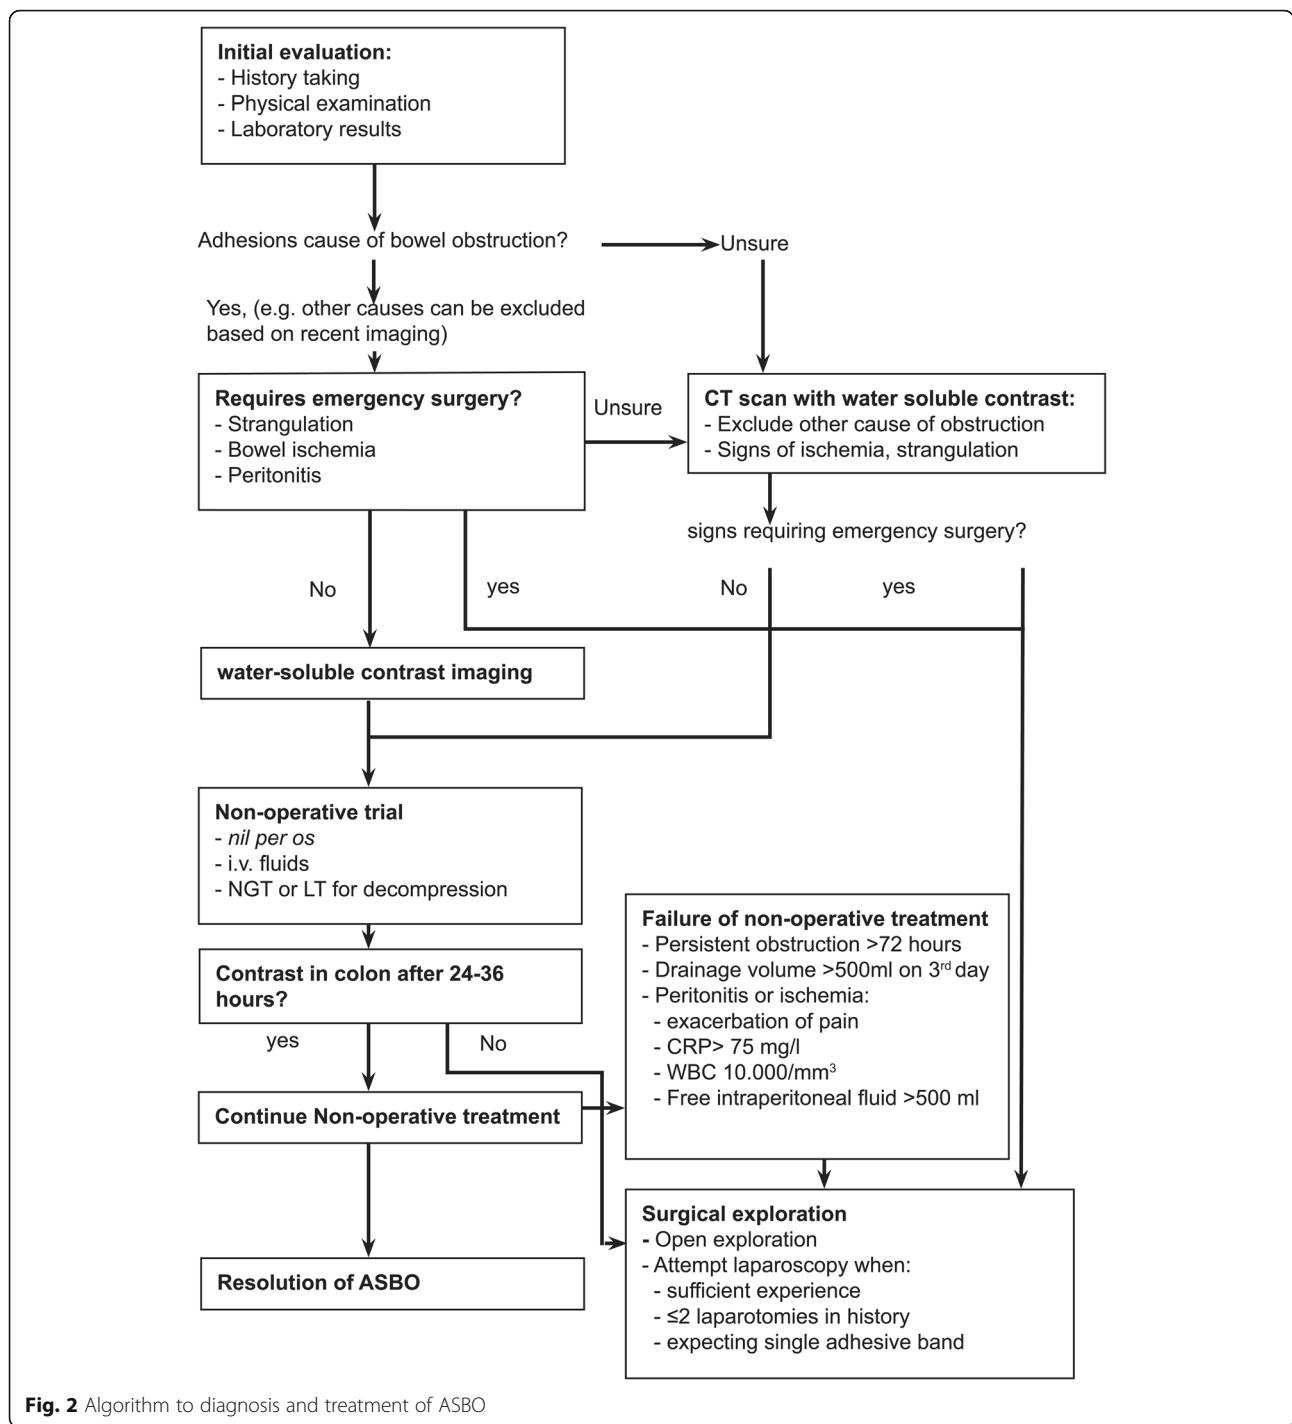 Initial evaluation:
- History taking
- Physical examination
- Laboratory results
Adhesions cause of bowel obstruction?
Unsure
Yes, (e.g. other causes can be excluded
based on recent imaging)
Requires emergency surgery?
- Strangulation
- Bowel ischemia
- Peritonitis
Unsure
CT scan with water soluble contrast:
- Exclude other cause of obstruction
- Signs of ischemia, strangulation
signs requiring emergency surgery?
No
yes
No
yes
water-soluble contrast imaging
Non-operative trial
- nil per os
- i.v. fluids
- NGT or LT for decompression
Contrast in colon after 24-36
hours?
yes
No
Continue Non-operative treatment
Failure of non-operative treatment
- Persistent obstruction >72 hours
- Drainage volume >500ml on 3rd day
- Peritonitis or ischemia:
- exacerbation of pain
- CRP> 75 mg/l
- WBC 10.000/mm³
- Free intraperitoneal fluid >500 ml
Resolution of ASBO
Surgical exploration
- Open exploration
- Attempt laparoscopy when:
- sufficient experience
- ≤2 laparotomies in history
- expecting single adhesive band
Fig. 2 Algorithm to diagnosis and treatment of ASBO